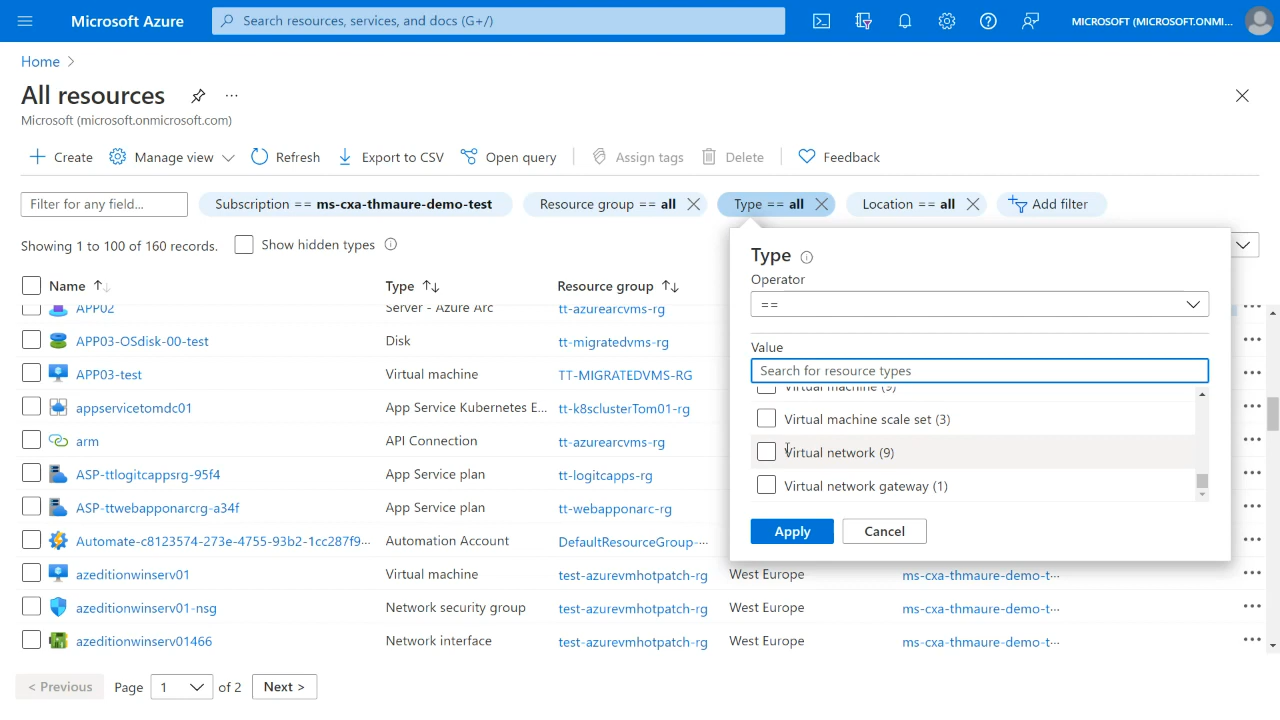 Microsoft Azure
Search resources, services, and docs (G+/)
MICROSOFT (MICROSOFT.ONMI...
Home
All resources
...
Microsoft (microsoft.onmicrosoft.com)
Create
Manage view
Refresh
Export to CSV
Open query
Assign tags
Delete
Feedback
Filter for any field...
Subscription == ms-cxa-thmaure-demo-test
Resource group == all
Type == all
Location == all
Add filter
Showing 1 to 100 of 160 records.
Show hidden types
Type
Operator
==
Value
Search for resource types
Virtual machine (9)
Virtual machine scale set (3)
Virtual network (9)
Virtual network gateway (1)
Apply
Cancel
Name
Type
Resource group
APP02 Server - Azure Arc tt-azurearcvms-rg
APP03-OSdisk-00-test Disk tt-migratedvms-rg
APP03-test Virtual machine TT-MIGRATEDVMS-RG
appservicetomdc01 App Service Kubernetes E... tt-k8sclusterTom01-rg
arm API Connection tt-azurearcvms-rg
ASP-ttlogitcappsrg-95f4 App Service plan tt-logitcapps-rg
ASP-ttwebapponarcrg-a34f App Service plan tt-webapponarc-rg
Automate-c8123574-273e-4755-93b2-1cc287f9... Automation Account DefaultResourceGroup-...
azeditionwinserv01 Virtual machine test-azurevmhotpatch-rg West Europe ms-cxa-thmaure-demo-t...
azeditionwinserv01-nsg Network security group test-azurevmhotpatch-rg West Europe ms-cxa-thmaure-demo-t...
azeditionwinserv01466 Network interface test-azurevmhotpatch-rg West Europe ms-cxa-thmaure-demo-t...
< Previous
Page 1 of 2
Next >